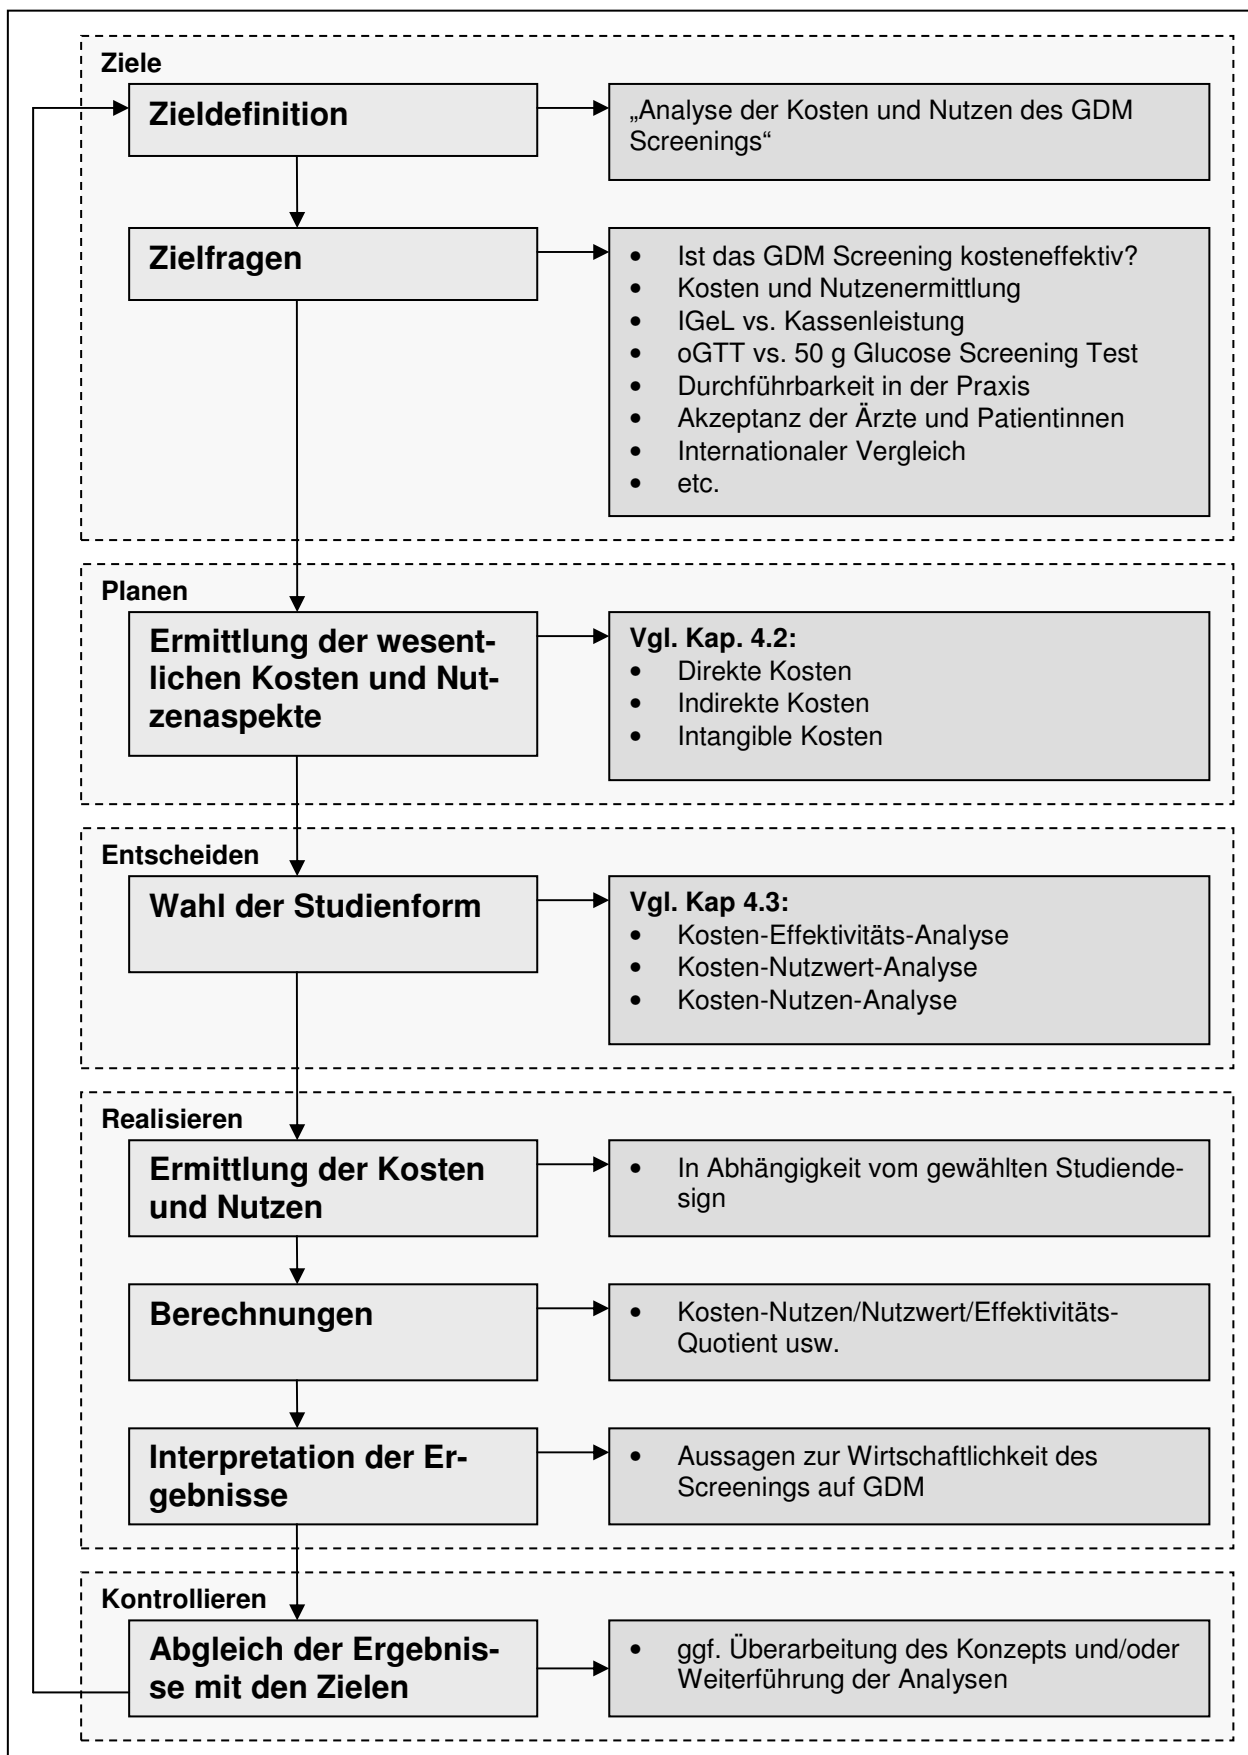 Ziele
Zieldefinition
„Analyse der Kosten und Nutzen des GDM
Screenings“
Zielfragen
• Ist das GDM Screening kosteneffektiv?
• Kosten und Nutzenermittlung
• IGeL vs. Kassenleistung
• oGTT vs. 50 g Glucose Screening Test
• Durchführbarkeit in der Praxis
• Akzeptanz der Ärzte und Patientinnen
• Internationaler Vergleich
• etc.
Planen
Ermittlung der wesent-
lichen Kosten und Nut-
zenaspekte
Vgl. Kap. 4.2:
• Direkte Kosten
• Indirekte Kosten
• Intangible Kosten
Entscheiden
Wahl der Studienform
Vgl. Kap 4.3:
• Kosten-Effektivitäts-Analyse
• Kosten-Nutzwert-Analyse
• Kosten-Nutzen-Analyse
Realisieren
Ermittlung der Kosten
und Nutzen
• In Abhängigkeit vom gewählten Studiende-
sign
Berechnungen
• Kosten-Nutzen/Nutzwert/Effektivitäts-
Quotient usw.
Interpretation der Er-
gebnisse
• Aussagen zur Wirtschaftlichkeit des
Screenings auf GDM
Kontrollieren
Abgleich der Ergebnis-
se mit den Zielen
• ggf. Überarbeitung des Konzepts und/oder
Weiterführung der Analysen